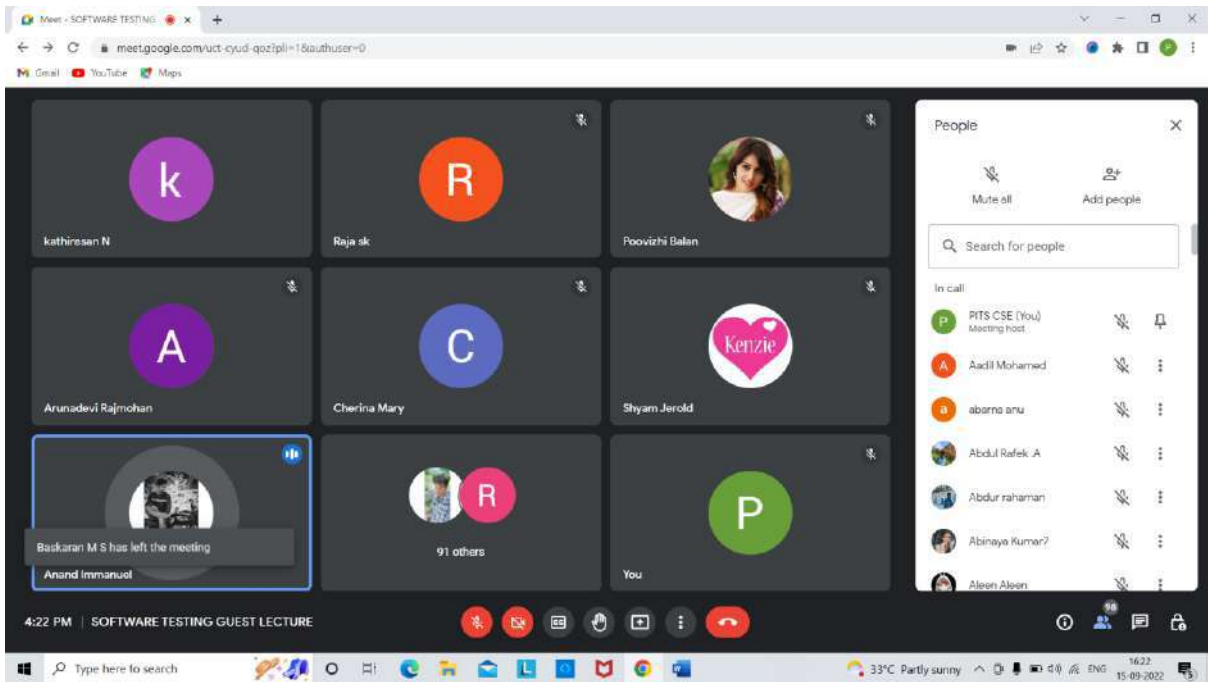 Meet - SOFTWARE TESTING
meet.google.com/uct-cyud-qoz?pli=1&authuser=0
Gmail YouTube Maps
k
kathiresan N
R
Raja sk
Poovizhi Balan
A
Arunadevi Rajmohan
C
Cherina Mary
Kenzie
Shyam Jerold
Baskaran M S has left the meeting
Anand Immanuel
R
91 others
P
You
People
Mute all Add people
Search for people
In call
P PITS CSE (You)
Meeting host
A Aadil Mohamed
a abarna anu
Abdul Rafek .A
Abdur rahaman
Abinaya Kumar7
Aleen Aleen
4:22 PM | SOFTWARE TESTING GUEST LECTURE
98
Type here to search
33°C Partly sunny ENG 16:22
15-09-2022